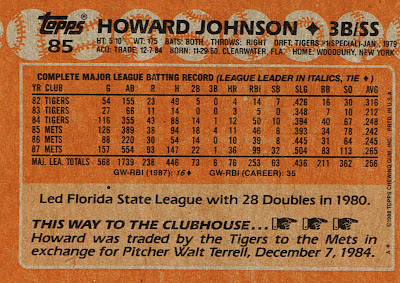 Topps HOWARD JOHNSON ♦ 3B/SS
85 HT: 5'10 WT: 175 BATS: BOTH THROWS: RIGHT DRFT: TIGERS #1(SPECIAL)-JAN, 1979
ACQ: TRADE, 12-7-84 BORN: 11-29-60, CLEARWATER, FLA. HOME: WOODBURY, NEW YORK
COMPLETE MAJOR LEAGUE BATTING RECORD (LEAGUE LEADER IN ITALICS, TIE ♦)
YR CLUB G AB R H 2B 3B HR RBI SB SLG BB SO AVG
82 TIGERS 54 155 23 49 5 0 4 14 7 .426 16 30 .316
83 TIGERS 27 66 11 14 0 0 3 5 0 .348 7 10 .212
84 TIGERS 116 355 43 88 14 1 12 50 10 .394 40 67 .248
85 METS 126 389 38 94 18 4 11 46 6 .393 34 78 .242
86 METS 88 220 30 54 14 0 10 39 8 .445 31 64 .245
87 METS 157 554 93 147 22 1 36 99 32 .504 83 113 .265
MAJ. LEA. TOTALS 568 1739 238 446 73 6 76 253 63 .436 211 362 .256
GW-RBI (1987): 16♦ GW-RBI (CAREER): 35
Led Florida State League with 28 Doubles in 1980.
THIS WAY TO THE CLUBHOUSE...
Howard was traded by the Tigers to the Mets in
exchange for Pitcher Walt Terrell, December 7, 1984.
©1988 TOPPS CHEWING GUM, INC. PRTD. IN U.S.A.
A*